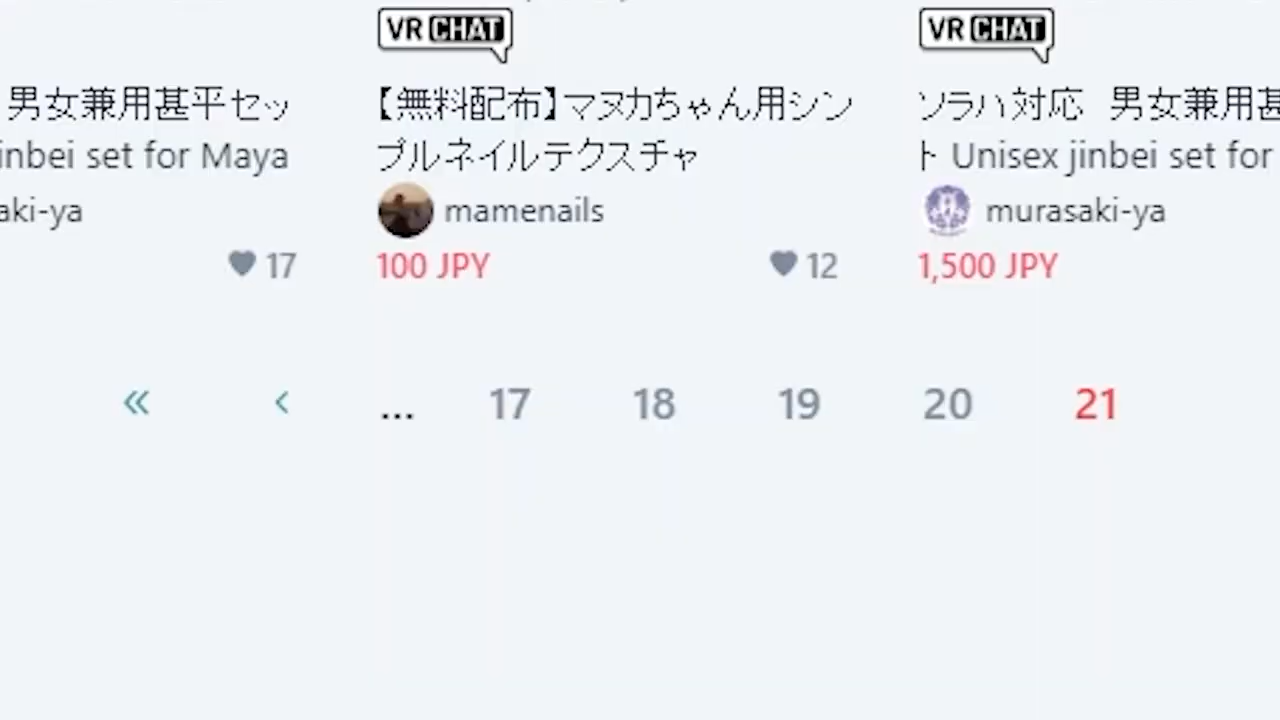 VR CHAT
VR CHAT
男女兼用甚平セッ
inbei set for Maya
aki-ya
17
【無料配布】マヌカちゃん用シン
プルネイルテクスチャ
mamenails
100 JPY
12
ソラハ対応 男女兼用甚
ト Unisex jinbei set for
murasaki-ya
1,500 JPY
« ‹ ... 17 18 19 20 21